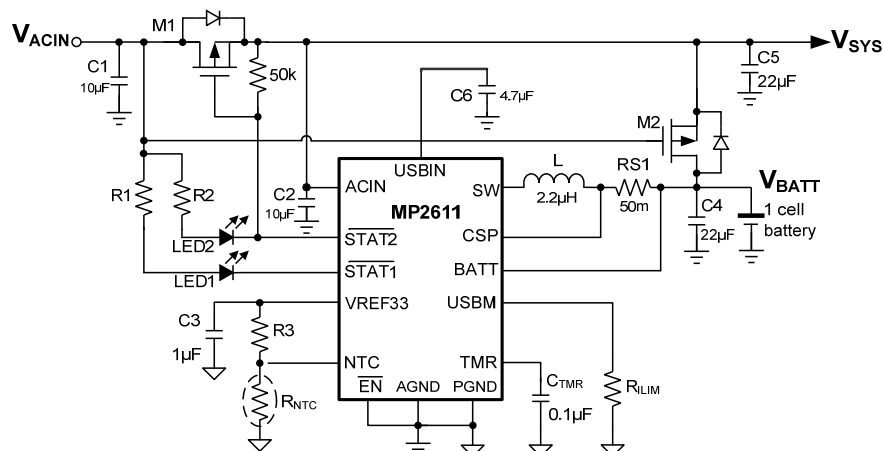 VACIN
M1
VSYS
C1
10µF
50k
C6
4.7µF
C5
22µF
M2
R1
R2
C2
10µF
LED2
LED1
USBIN
ACIN
SW
MP2611
STAT2
CSP
STAT1
BATT
VREF33
USBM
NTC
TMR
EN
AGND
PGND
L
2.2µH
RS1
50m
VBATT
C4
22µF
1 cell
battery
C3
1µF
R3
RNTC
CTMR
0.1µF
RILIM